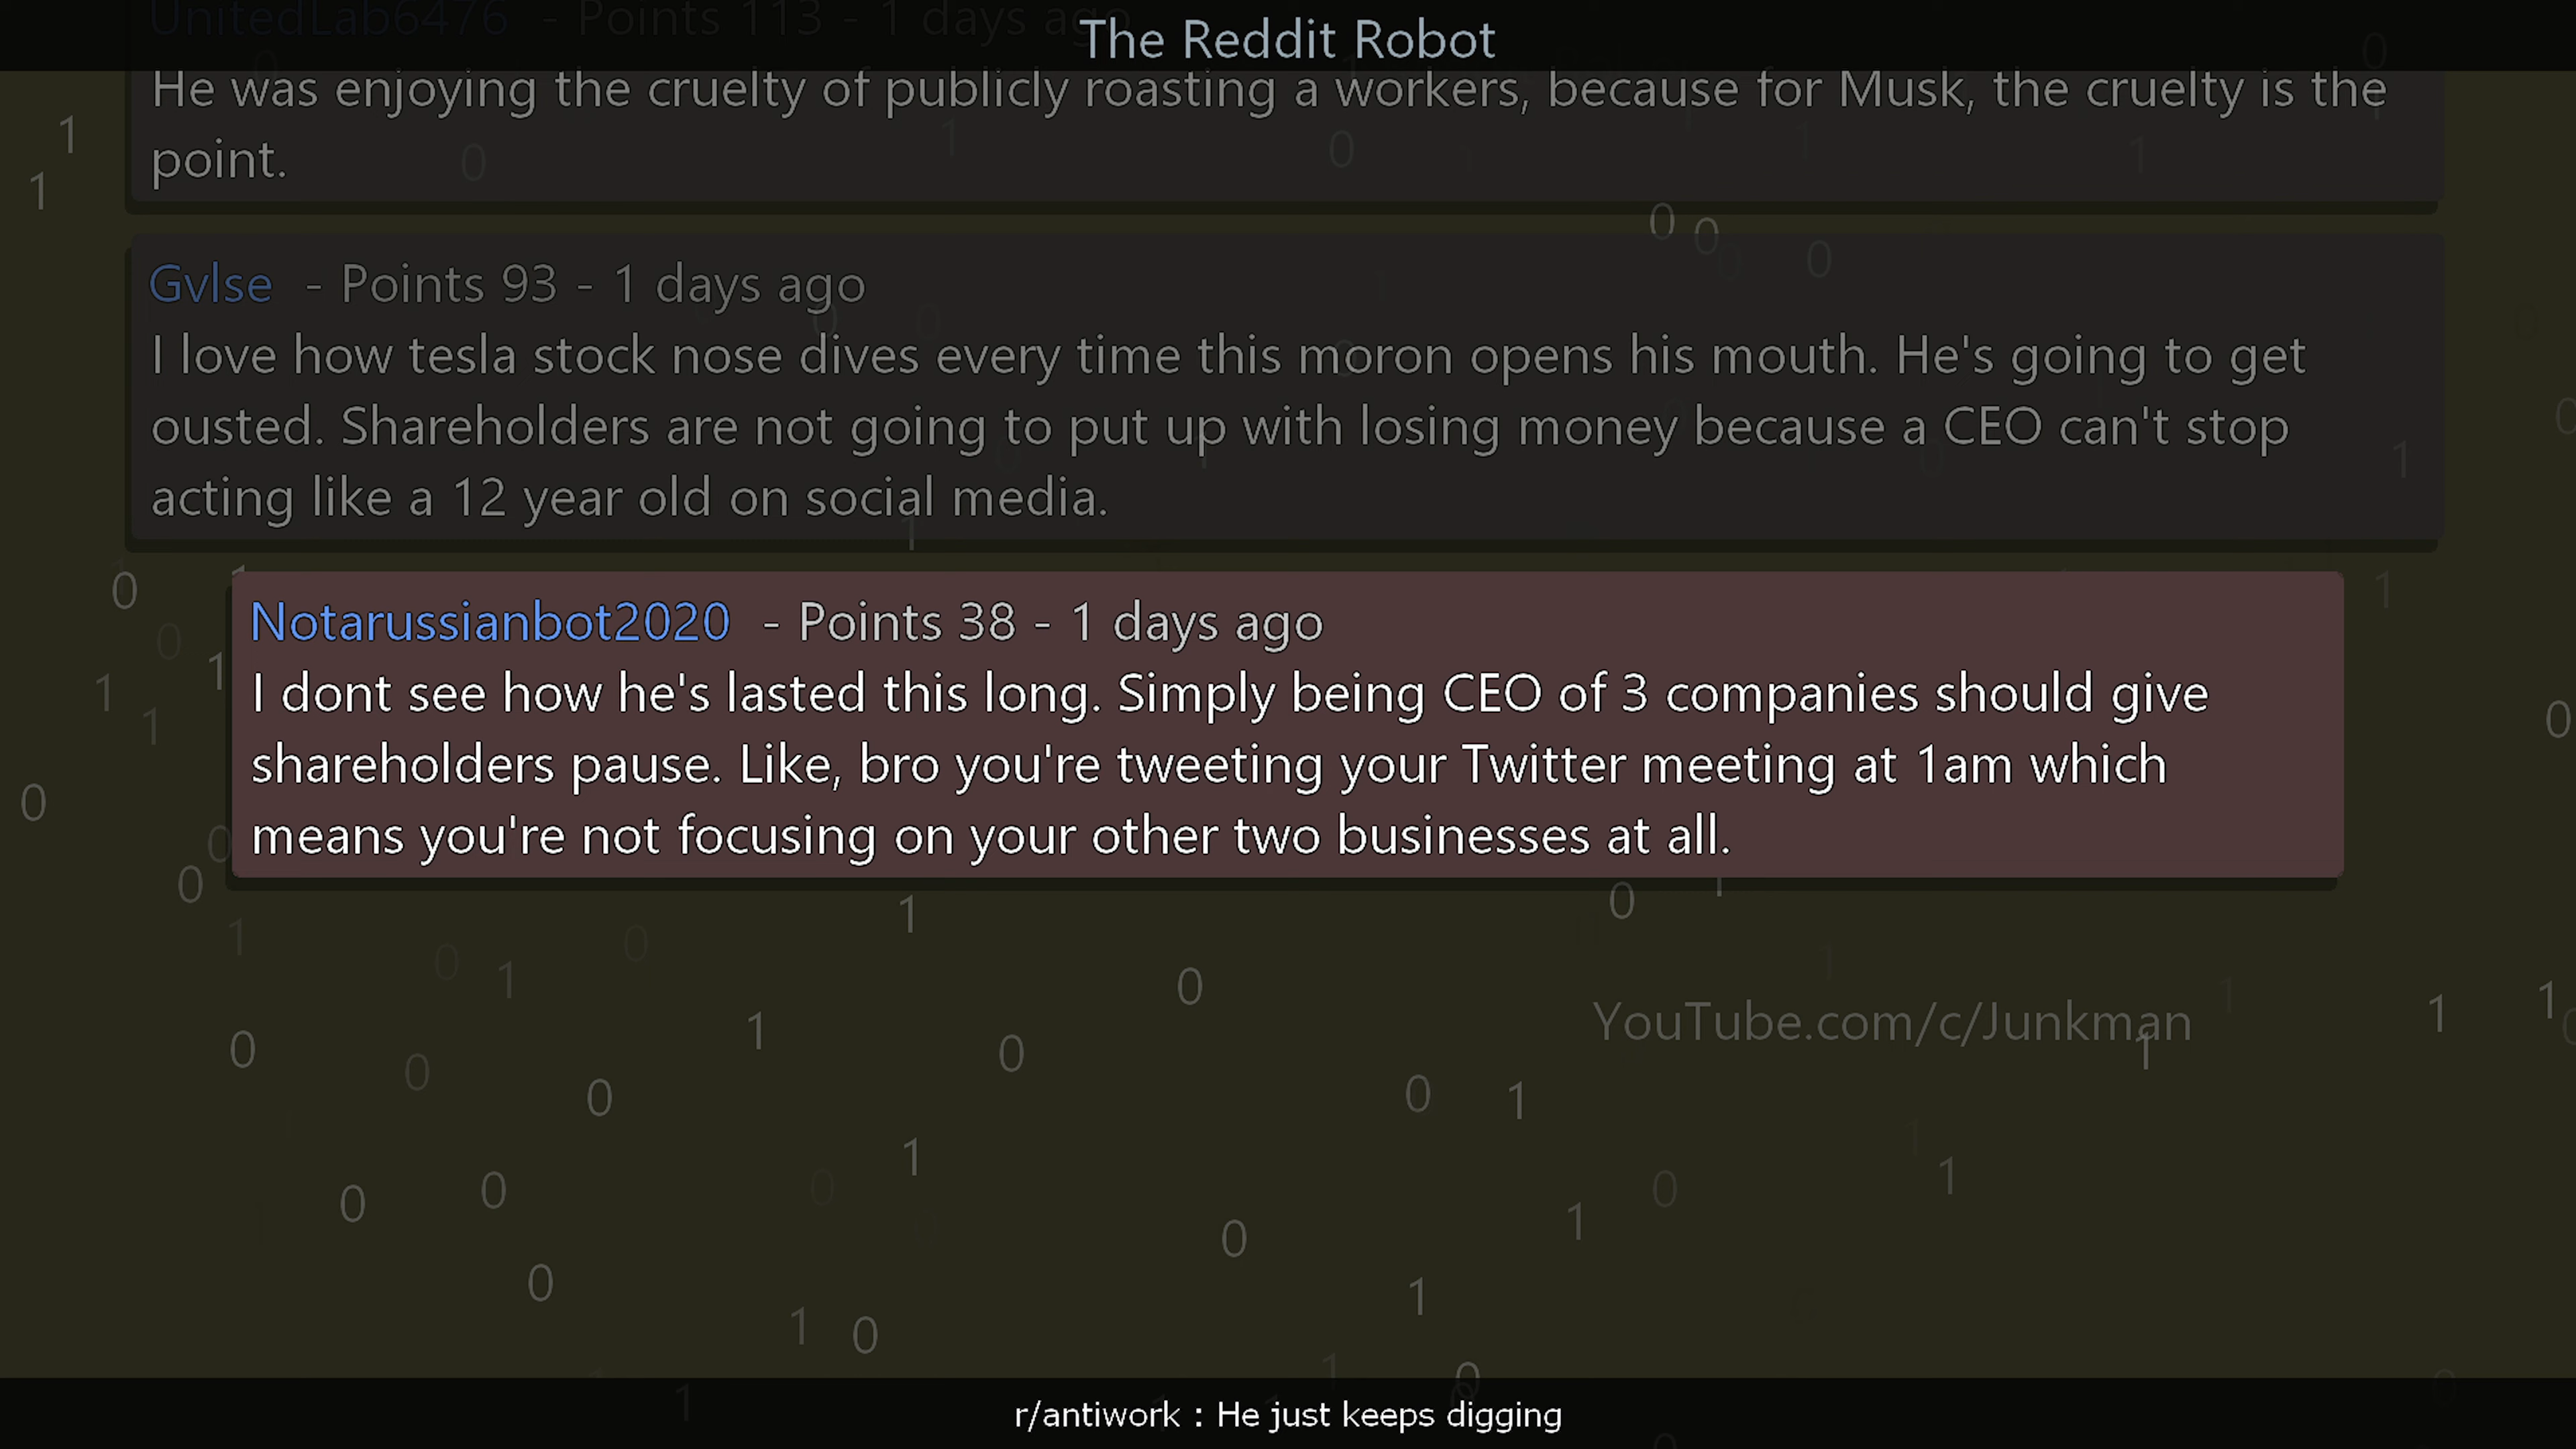 The Reddit Robot
UnitedLab6476 - Points 113 - 1 days ago
He was enjoying the cruelty of publicly roasting a workers, because for Musk, the cruelty is the
point.
Gvlse - Points 93 - 1 days ago
I love how tesla stock nose dives every time this moron opens his mouth. He's going to get
ousted. Shareholders are not going to put up with losing money because a CEO can't stop
acting like a 12 year old on social media.
Notarussianbot2020 - Points 38 - 1 days ago
I dont see how he's lasted this long. Simply being CEO of 3 companies should give
shareholders pause. Like, bro you're tweeting your Twitter meeting at 1am which
means you're not focusing on your other two businesses at all.
YouTube.com/c/Junkman
r/antiwork : He just keeps digging